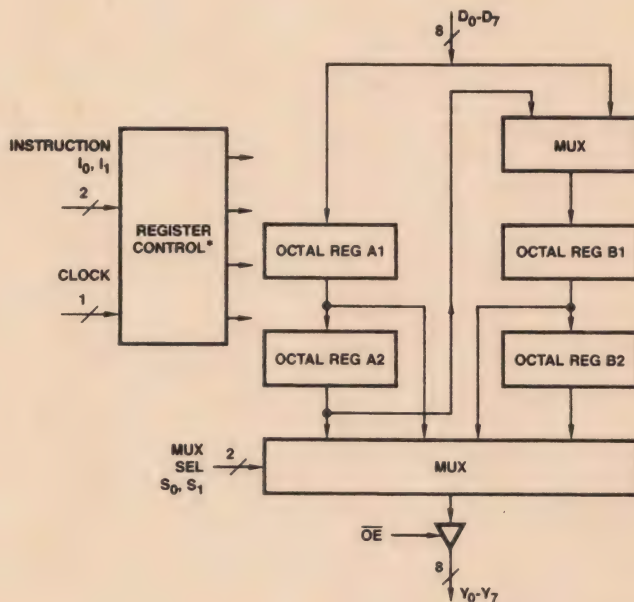 D₀-D₇
8
INSTRUCTION
I₀, I₁
2
CLOCK
1
REGISTER
CONTROL*
MUX
OCTAL REG A1
OCTAL REG B1
OCTAL REG A2
OCTAL REG B2
MUX
SEL
S₀, S₁
2
MUX
O̅E̅
8
Y₀-Y₇